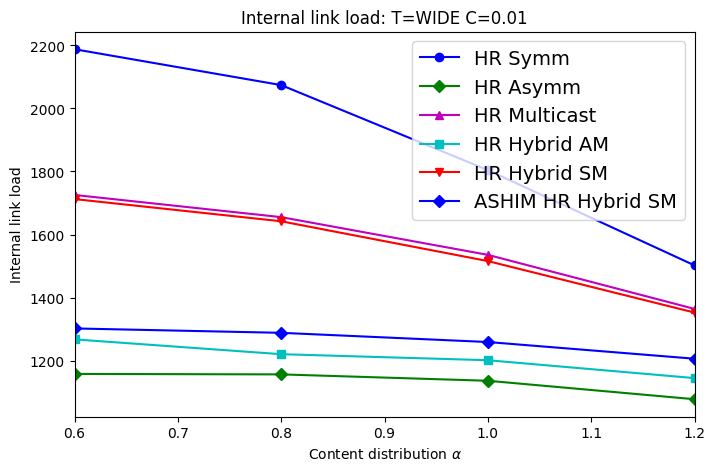 Internal link load: T=WIDE C=0.01
2200
2000
1800
1600
1400
1200
Internal link load
HR Symm
HR Asymm
HR Multicast
HR Hybrid AM
HR Hybrid SM
ASHIM HR Hybrid SM
0.6 0.7 0.8 0.9 1.0 1.1 1.2
Content distribution α